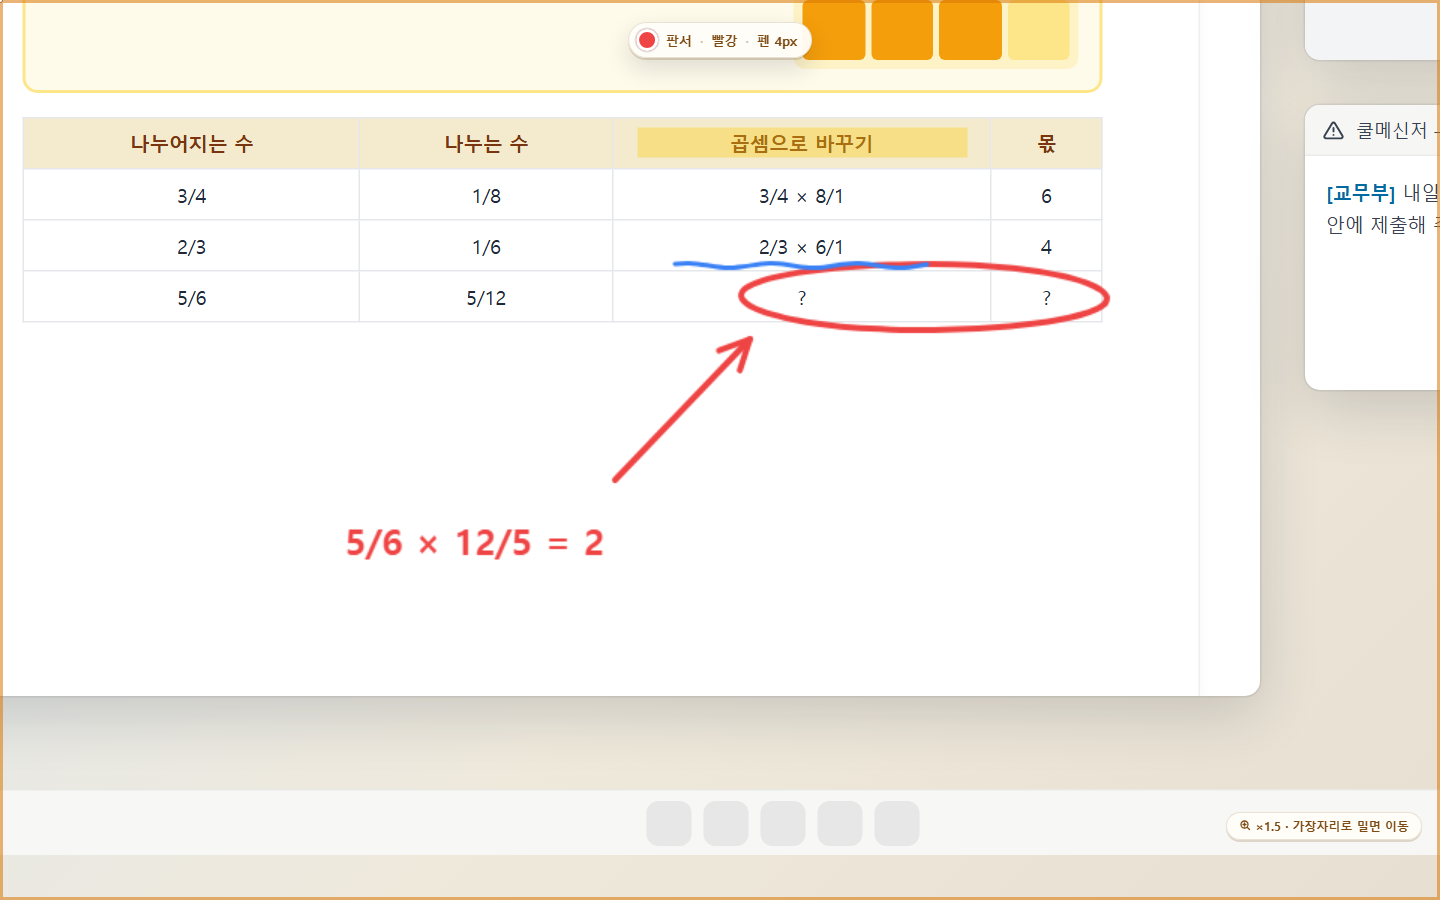 판서 · 빨강 · 펜 4px
쿨메신저
나누어지는 수 나누는 수 곱셈으로 바꾸기 몫
3/4 1/8 3/4 × 8/1 6
2/3 1/6 2/3 × 6/1 4
5/6 5/12 ? ?
[교무부] 내일
안에 제출해
5/6 × 12/5 = 2
×1.5 · 가장자리로 밀면 이동